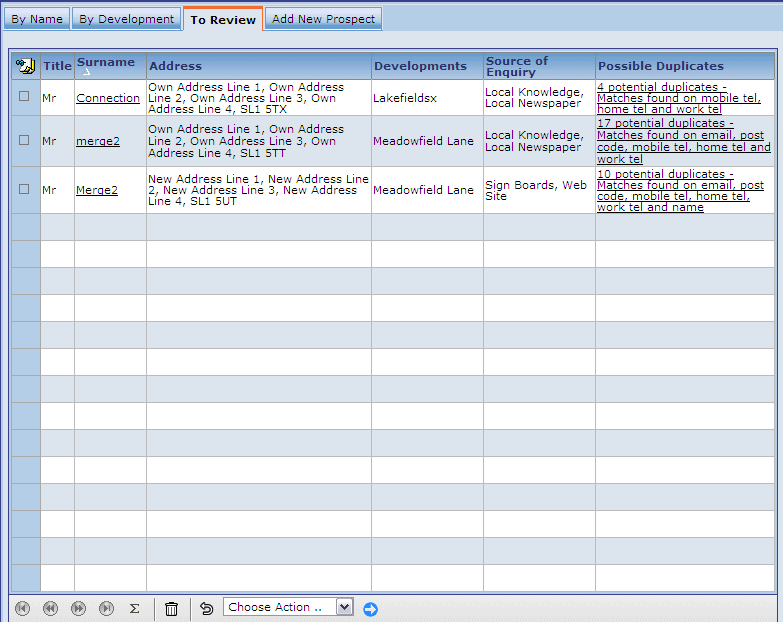 By Name
By Development
To Review
Add New Prospect
Title
Surname
Address
Developments
Source of
Enquiry
Possible Duplicates
Mr
Connection
Own Address Line 1, Own Address
Line 2, Own Address Line 3, Own
Address Line 4, SL1 5TX
Lakefieldsx
Local Knowledge,
Local Newspaper
4 potential duplicates -
Matches found on mobile tel,
home tel and work tel
Mr
merge2
Own Address Line 1, Own Address
Line 2, Own Address Line 3, Own
Address Line 4, SL1 5TT
Meadowfield Lane
Local Knowledge,
Local Newspaper
17 potential duplicates -
Matches found on email, post
code, mobile tel, home tel and
work tel
Mr
Merge2
New Address Line 1, New Address Line
2, New Address Line 3, New Address
Line 4, SL1 5UT
Meadowfield Lane
Sign Boards, Web
Site
10 potential duplicates -
Matches found on email, post
code, mobile tel, home tel,
work tel and name
Σ
Choose Action ..